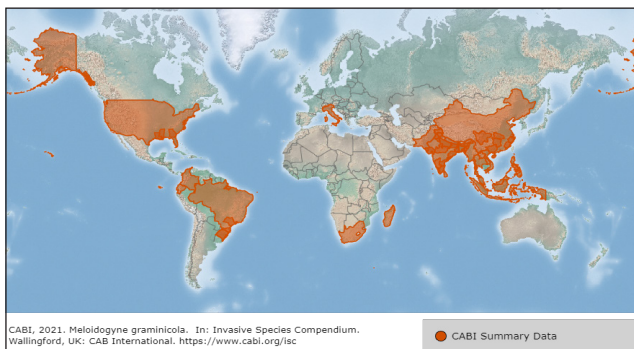 CABI, 2021. Meloidogyne graminicola. In: Invasive Species Compendium.
Wallingford, UK: CAB International. https://www.cabi.org/isc
CABI Summary Data